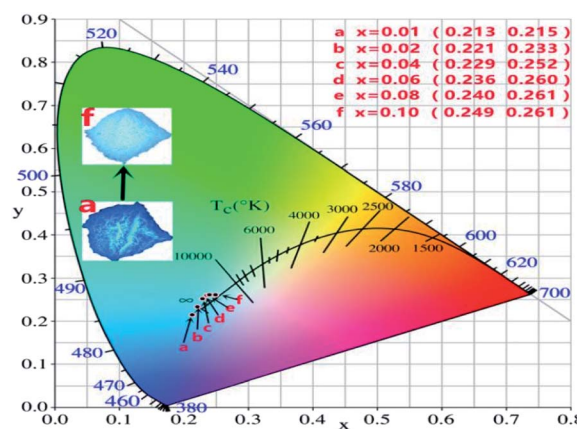 a x=0.01 ( 0.213 0.215)
b x=0.02 ( 0.221 0.233)
c x=0.04 ( 0.229 0.252)
d x=0.06 ( 0.236 0.260)
e x=0.08 ( 0.240 0.261)
f x=0.10 ( 0.249 0.261)
0.9
520
0.8
540
0.7
f
560
0.6
500
580
0.5
a
T_C(°K)
2500
3000
4000
y
6000
600
0.4
2000
1500
10000
620
0.3
490
∞
700
f
e
d
c
b
a
0.2
480
0.1
470
460
0.0
380
0.0
0.1
0.2
0.3
0.4
0.5
0.6
0.7
0.8
x